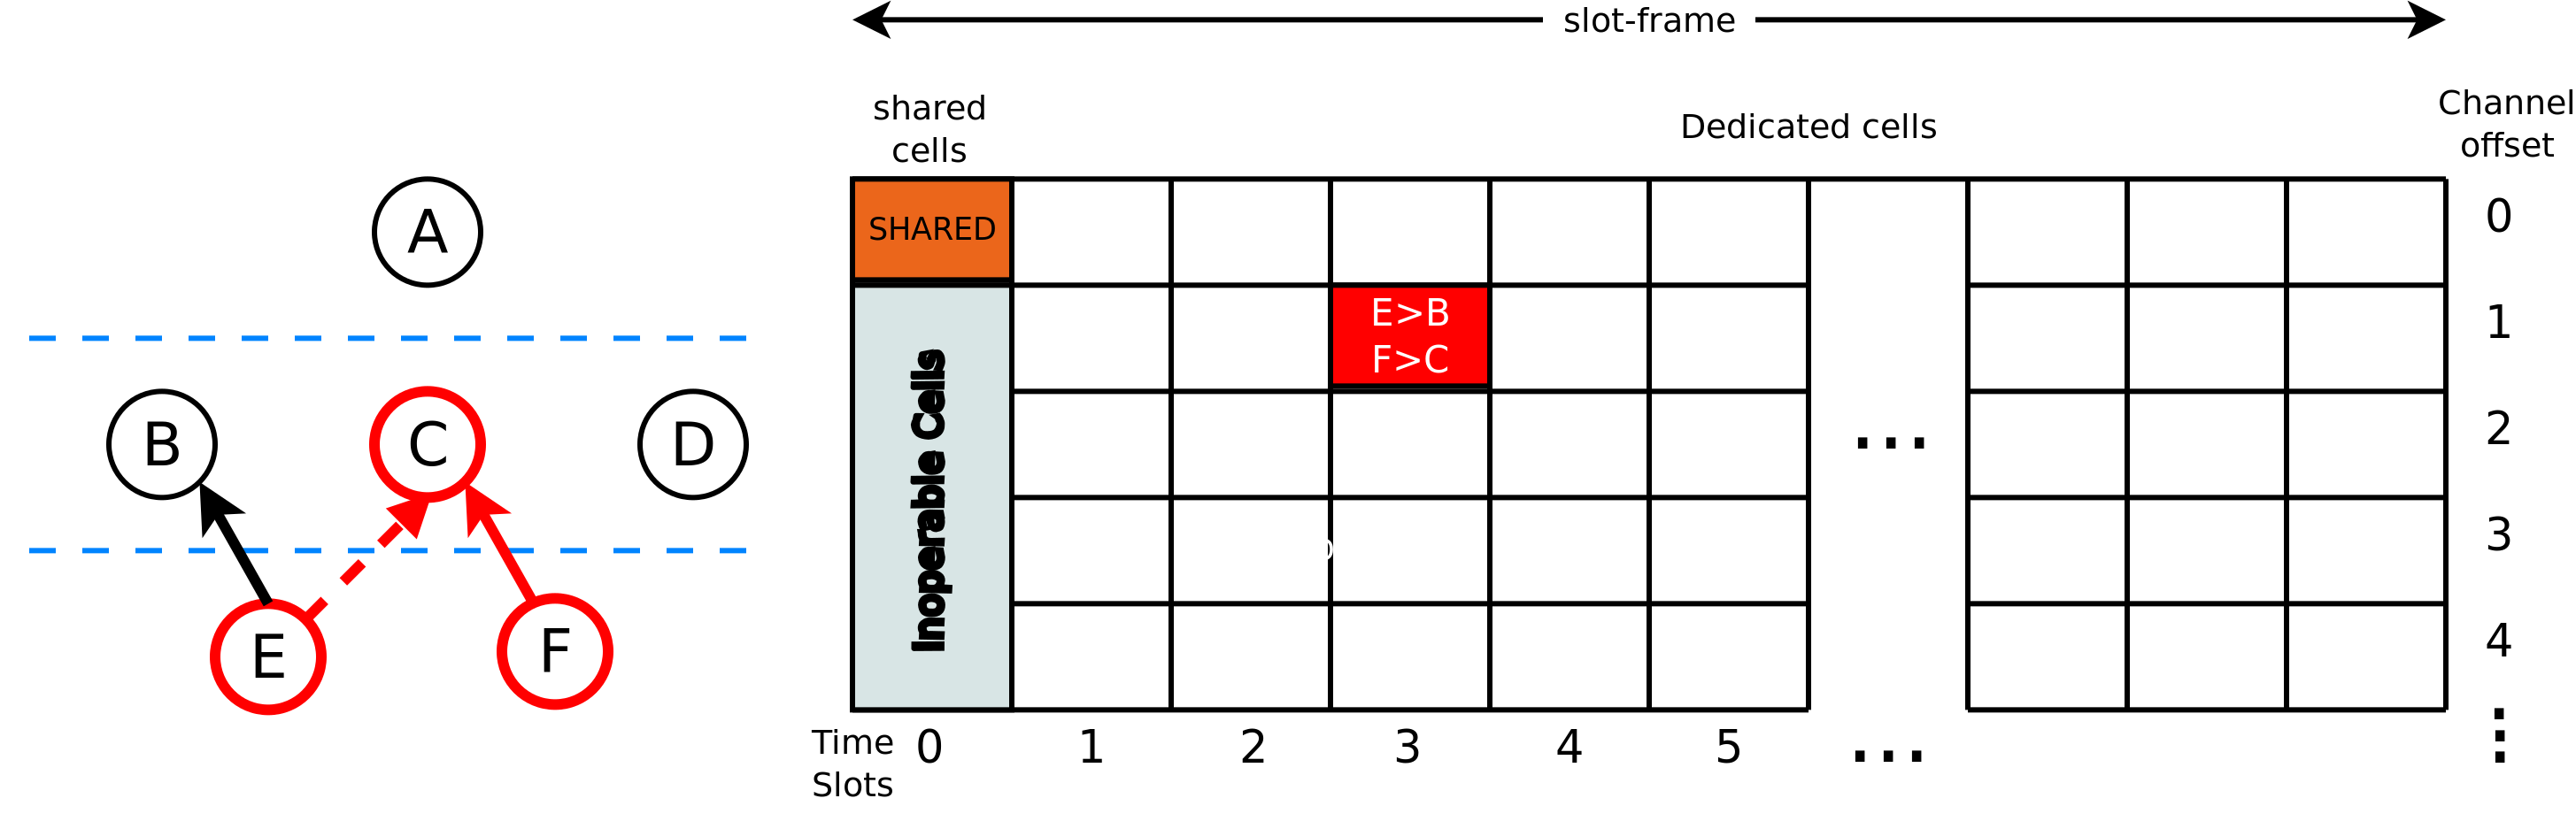 slot-frame
shared
cells
Dedicated cells
Channel
offset
A
B
C
D
E
F
SHARED
Inoperable Cells
E>B
F>C
...
0
1
2
3
4
⋮
Time
Slots
0
1
2
3
4
5
...